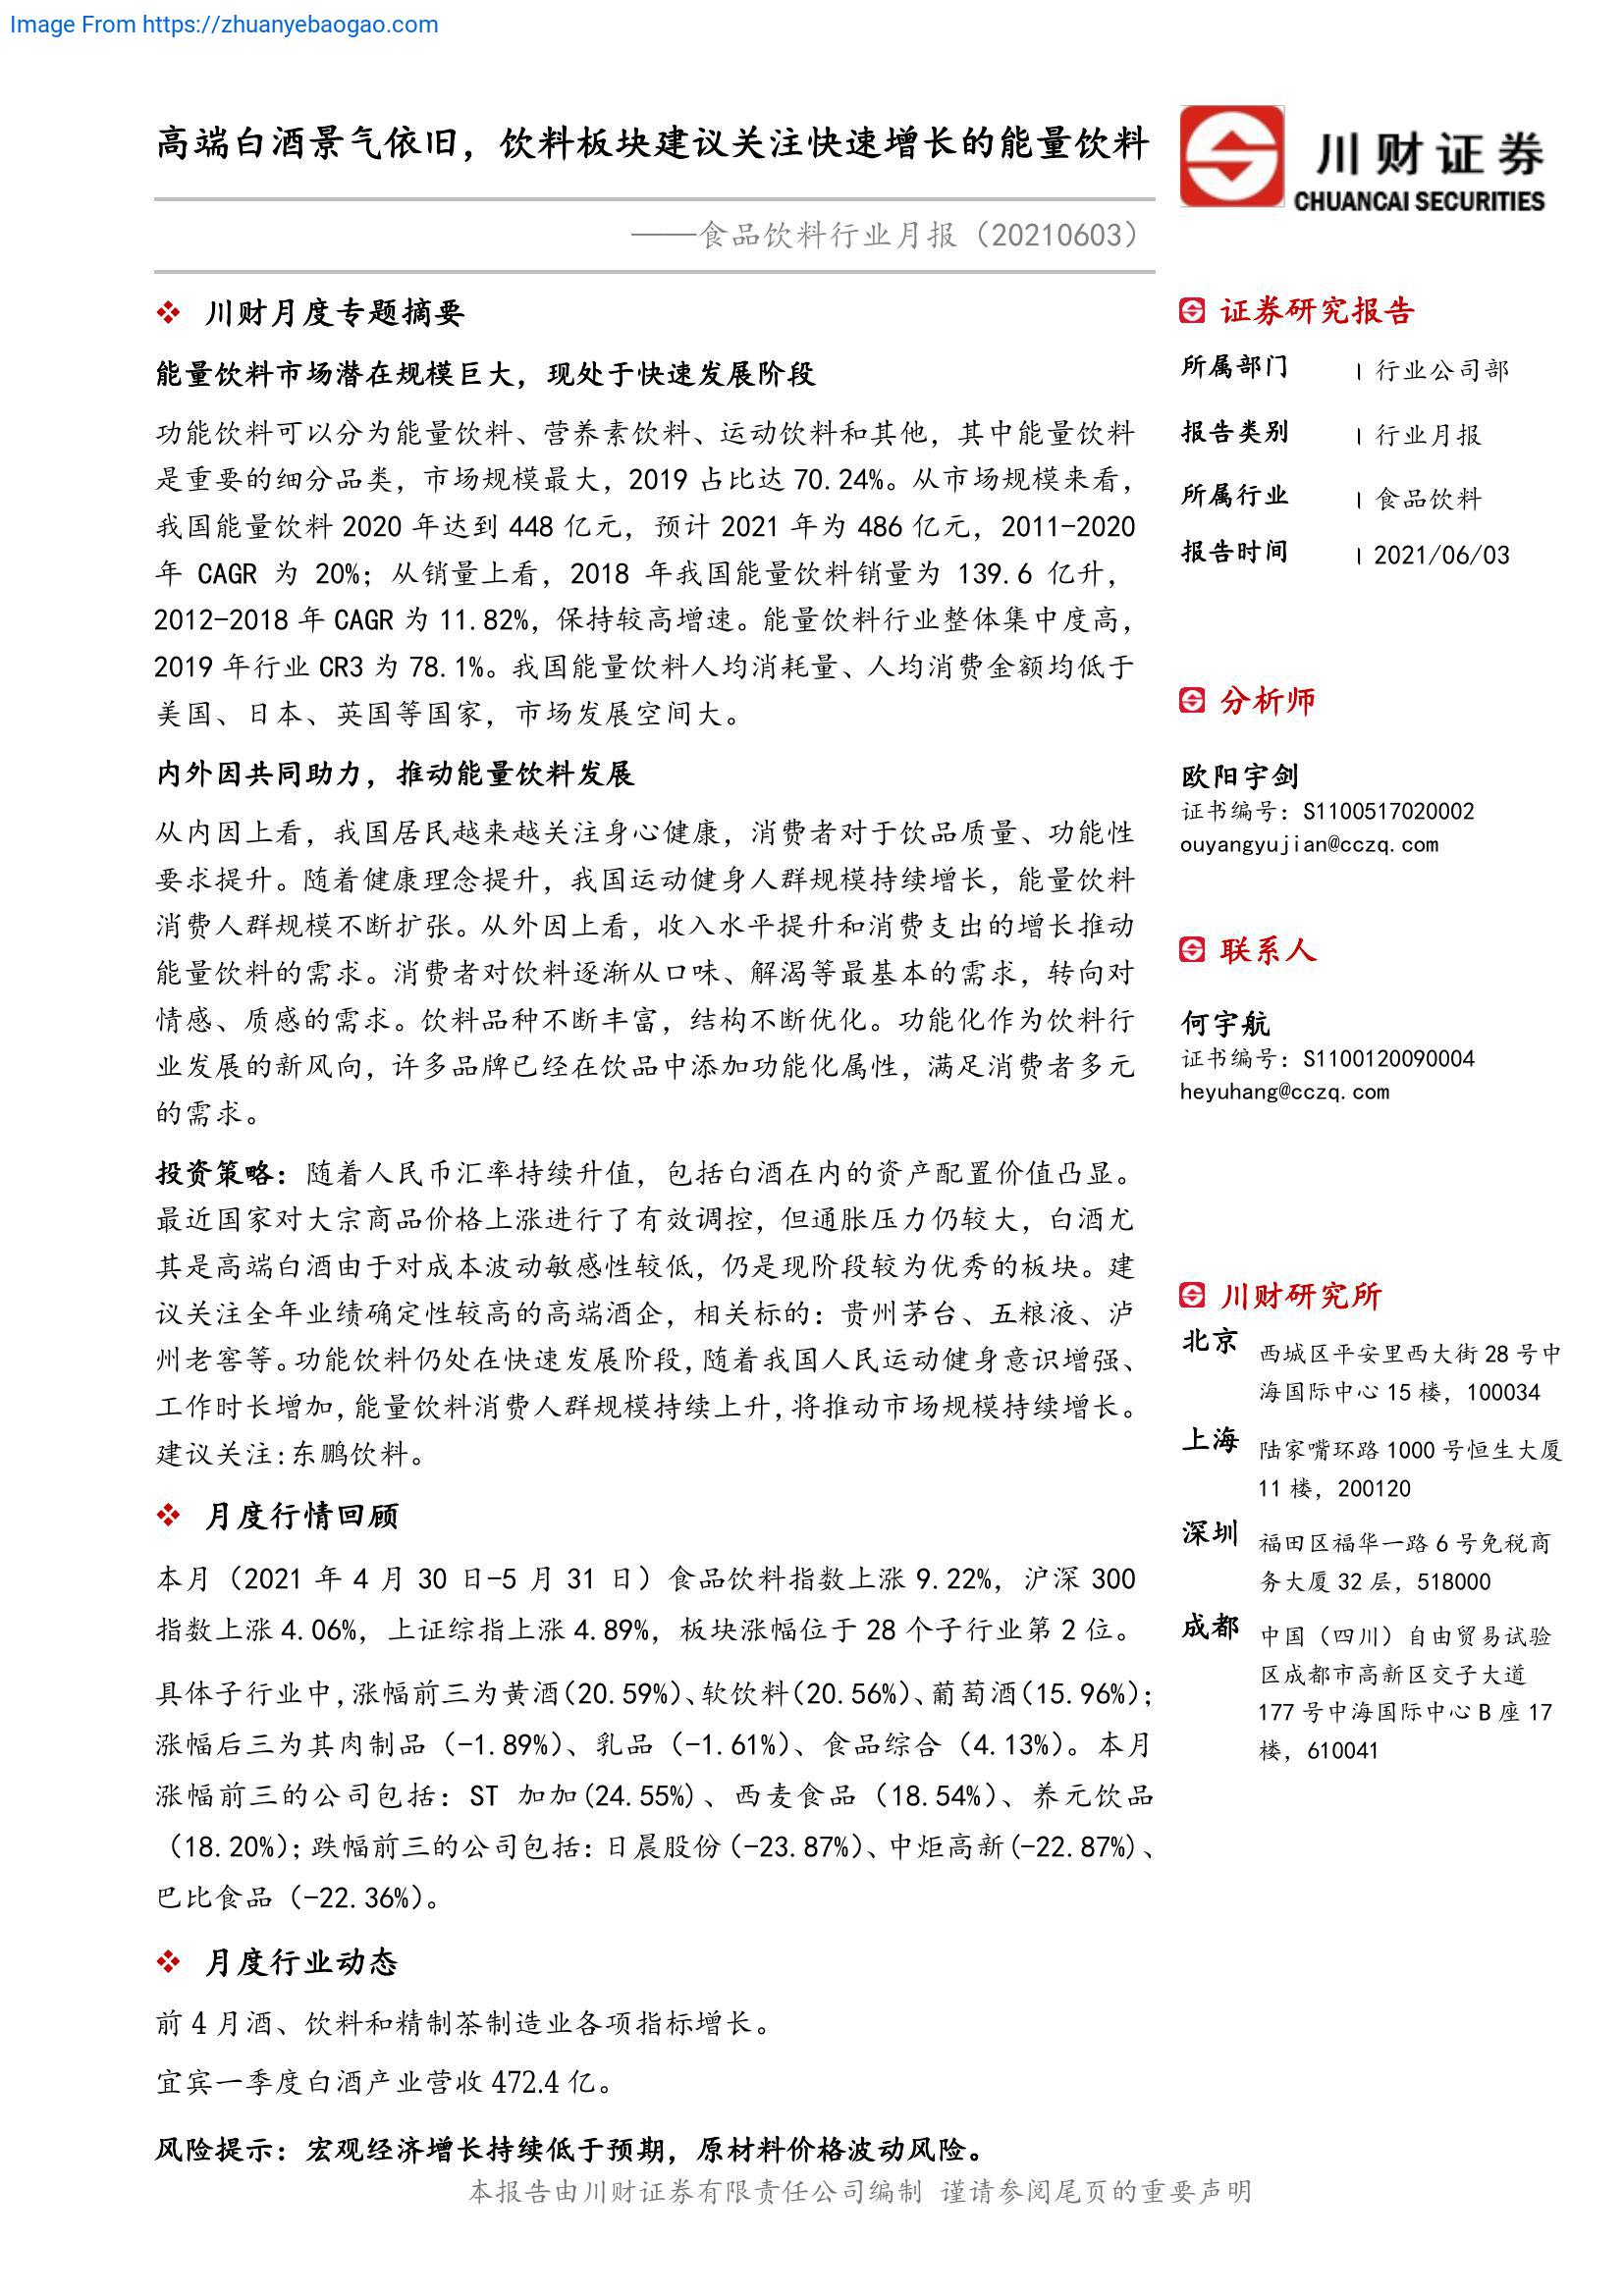 Image From https://zhuanyebaogao.com
高端白酒景气依旧，饮料板块建议关注快速增长的能量饮料
——食品饮料行业月报（20210603）
川财证券
CHUANCAI SECURITIES
❖ 川财月度专题摘要
能量饮料市场潜在规模巨大，现处于快速发展阶段
功能饮料可以分为能量饮料、营养素饮料、运动饮料和其他，其中能量饮料
是重要的细分品类，市场规模最大，2019 占比达 70.24%。从市场规模来看，
我国能量饮料 2020 年达到 448 亿元，预计 2021 年为 486 亿元，2011-2020
年 CAGR 为 20%；从销量上看，2018 年我国能量饮料销量为 139.6 亿升，
2012-2018 年 CAGR 为 11.82%，保持较高增速。能量饮料行业整体集中度高，
2019 年行业 CR3 为 78.1%。我国能量饮料人均消耗量、人均消费金额均低于
美国、日本、英国等国家，市场发展空间大。
内外因共同助力，推动能量饮料发展
从内因上看，我国居民越来越关注身心健康，消费者对于饮品质量、功能性
要求提升。随着健康理念提升，我国运动健身人群规模持续增长，能量饮料
消费人群规模不断扩张。从外因上看，收入水平提升和消费支出的增长推动
能量饮料的需求。消费者对饮料逐渐从口味、解渴等最基本的需求，转向对
情感、质感的需求。饮料品种不断丰富，结构不断优化。功能化作为饮料行
业发展的新风向，许多品牌已经在饮品中添加功能化属性，满足消费者多元
的需求。
投资策略：随着人民币汇率持续升值，包括白酒在内的资产配置价值凸显。
最近国家对大宗商品价格上涨进行了有效调控，但通胀压力仍较大，白酒尤
其是高端白酒由于对成本波动敏感性较低，仍是现阶段较为优秀的板块。建
议关注全年业绩确定性较高的高端酒企，相关标的：贵州茅台、五粮液、泸
州老窖等。功能饮料仍处在快速发展阶段,随着我国人民运动健身意识增强、
工作时长增加,能量饮料消费人群规模持续上升,将推动市场规模持续增长。
建议关注:东鹏饮料。
❖ 月度行情回顾
本月（2021 年 4 月 30 日-5 月 31 日）食品饮料指数上涨 9.22%，沪深 300
指数上涨 4.06%，上证综指上涨 4.89%，板块涨幅位于 28 个子行业第 2 位。
具体子行业中,涨幅前三为黄酒(20.59%)、软饮料(20.56%)、葡萄酒(15.96%)；
涨幅后三为其肉制品（-1.89%）、乳品（-1.61%）、食品综合（4.13%）。本月
涨幅前三的公司包括：ST 加加(24.55%)、西麦食品（18.54%）、养元饮品
（18.20%）；跌幅前三的公司包括：日晨股份（-23.87%）、中炬高新(-22.87%)、
巴比食品（-22.36%）。
❖ 月度行业动态
前 4 月酒、饮料和精制茶制造业各项指标增长。
宜宾一季度白酒产业营收 472.4 亿。
风险提示：宏观经济增长持续低于预期，原材料价格波动风险。
证券研究报告
所属部门 | 行业公司部
报告类别 | 行业月报
所属行业 | 食品饮料
报告时间 | 2021/06/03
分析师
欧阳宇剑
证书编号：S1100517020002
ouyangyujian@cczq.com
联系人
何宇航
证书编号：S1100120090004
heyuhang@cczq.com
川财研究所
北京 西城区平安里西大街 28 号中
海国际中心 15 楼，100034
上海 陆家嘴环路 1000 号恒生大厦
11 楼，200120
深圳 福田区福华一路 6 号免税商
务大厦 32 层，518000
成都 中国（四川）自由贸易试验
区成都市高新区交子大道
177 号中海国际中心 B 座 17
楼，610041
本报告由川财证券有限责任公司编制 谨请参阅尾页的重要声明